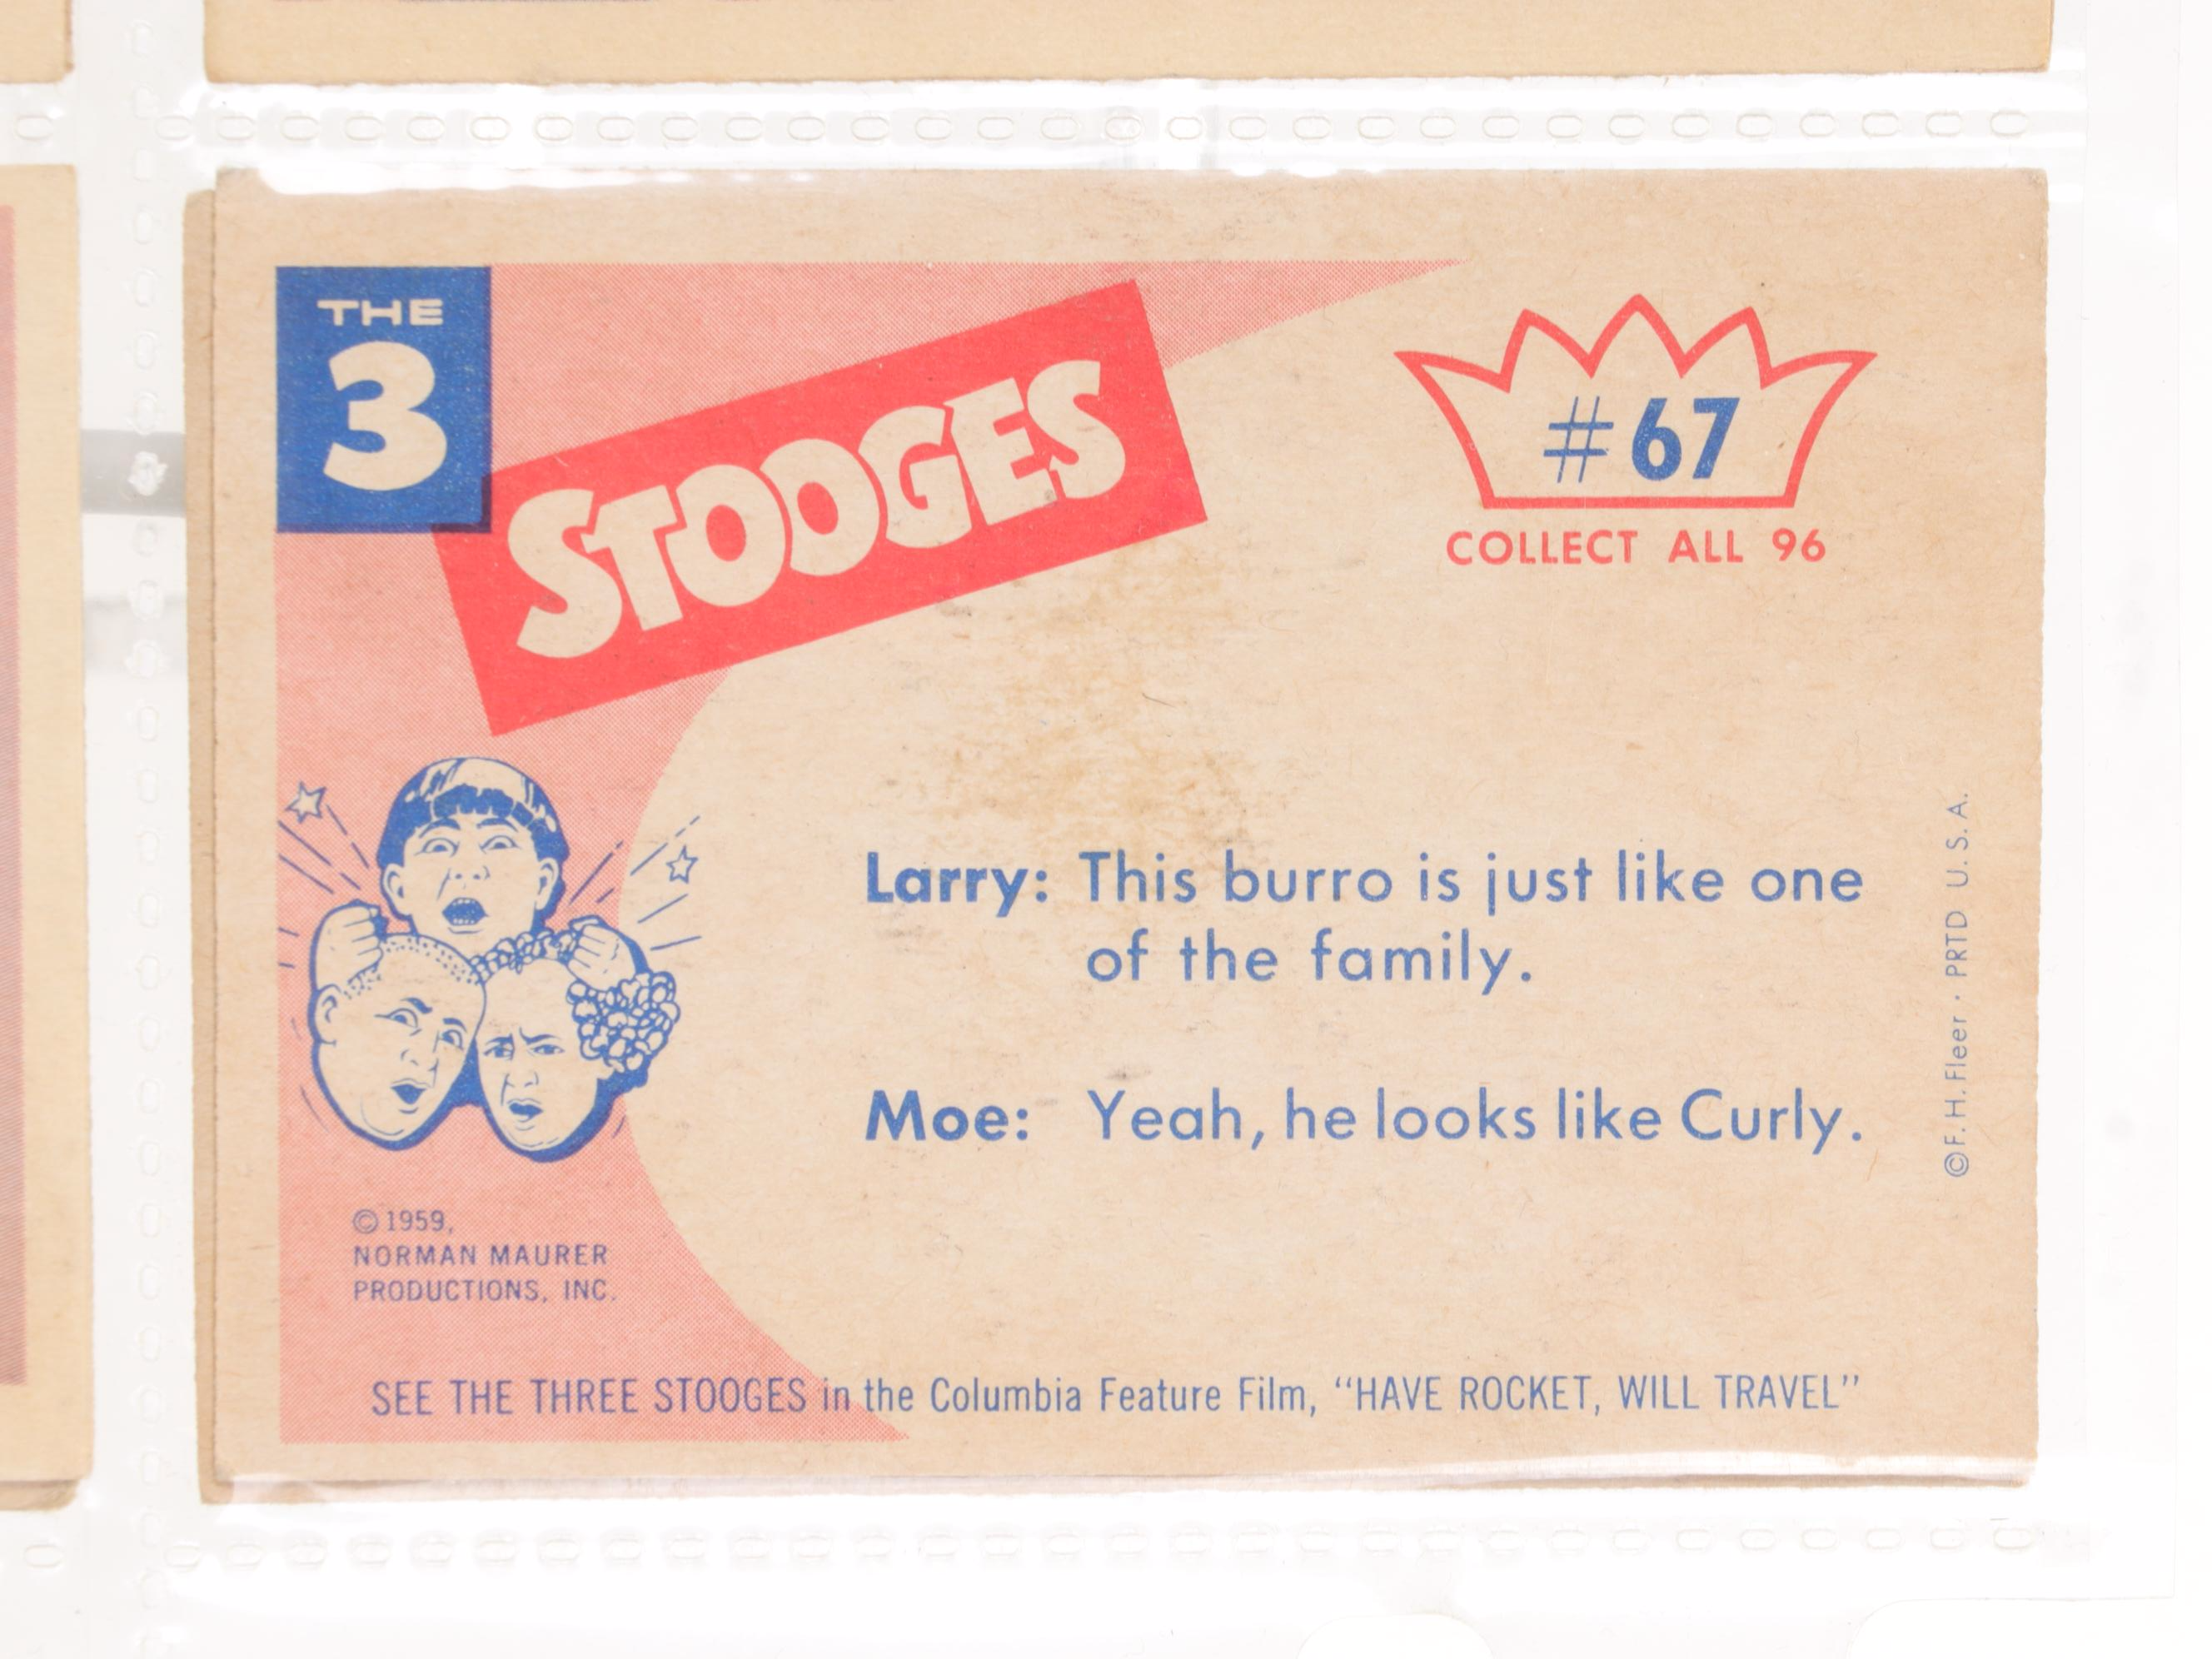 THE
3
STOOGES
#67
COLLECT ALL 96
Larry: This burro is just like one
of the family.
Moe: Yeah, he looks like Curly.
© F. H. Fleer · PRTD U. S. A.
© 1959,
NORMAN MAURER
PRODUCTIONS, INC.
SEE THE THREE STOOGES in the Columbia Feature Film, "HAVE ROCKET, WILL TRAVEL"